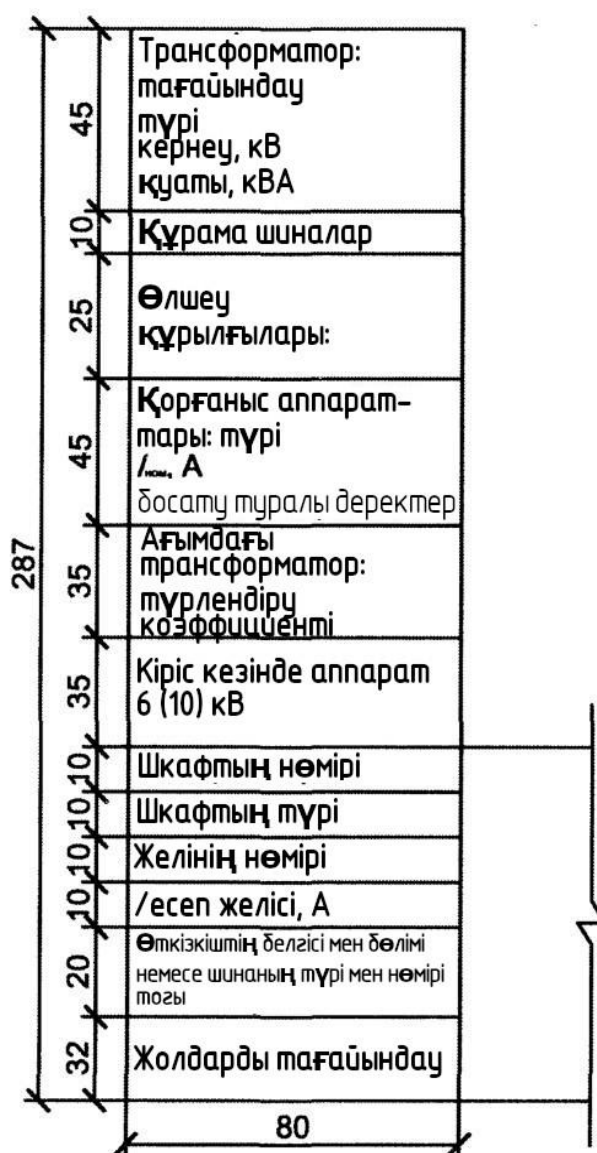 Трансформатор:
тағайындау
түрі
кернеу, кВ
қуаты, кВА
45
Құрама шиналар
10
Өлшеу
құрылғылары:
25
Қорғаныс аппарат-
тары: түрі
/ном, А
босату туралы деректер
45
Ағымдағы
трансформатор:
түрлендіру
коэффициенті
35
Кіріс кезінде аппарат
6 (10) кВ
35
287
Шкафтың нөмірі
10
Шкафтың түрі
10
Желінің нөмірі
10
/есеп желісі, А
10
Өткізкіштің белгісі мен бөлімі
немесе шинаның түрі мен нөмірі
тогы
20
Жолдарды тағайындау
32
80